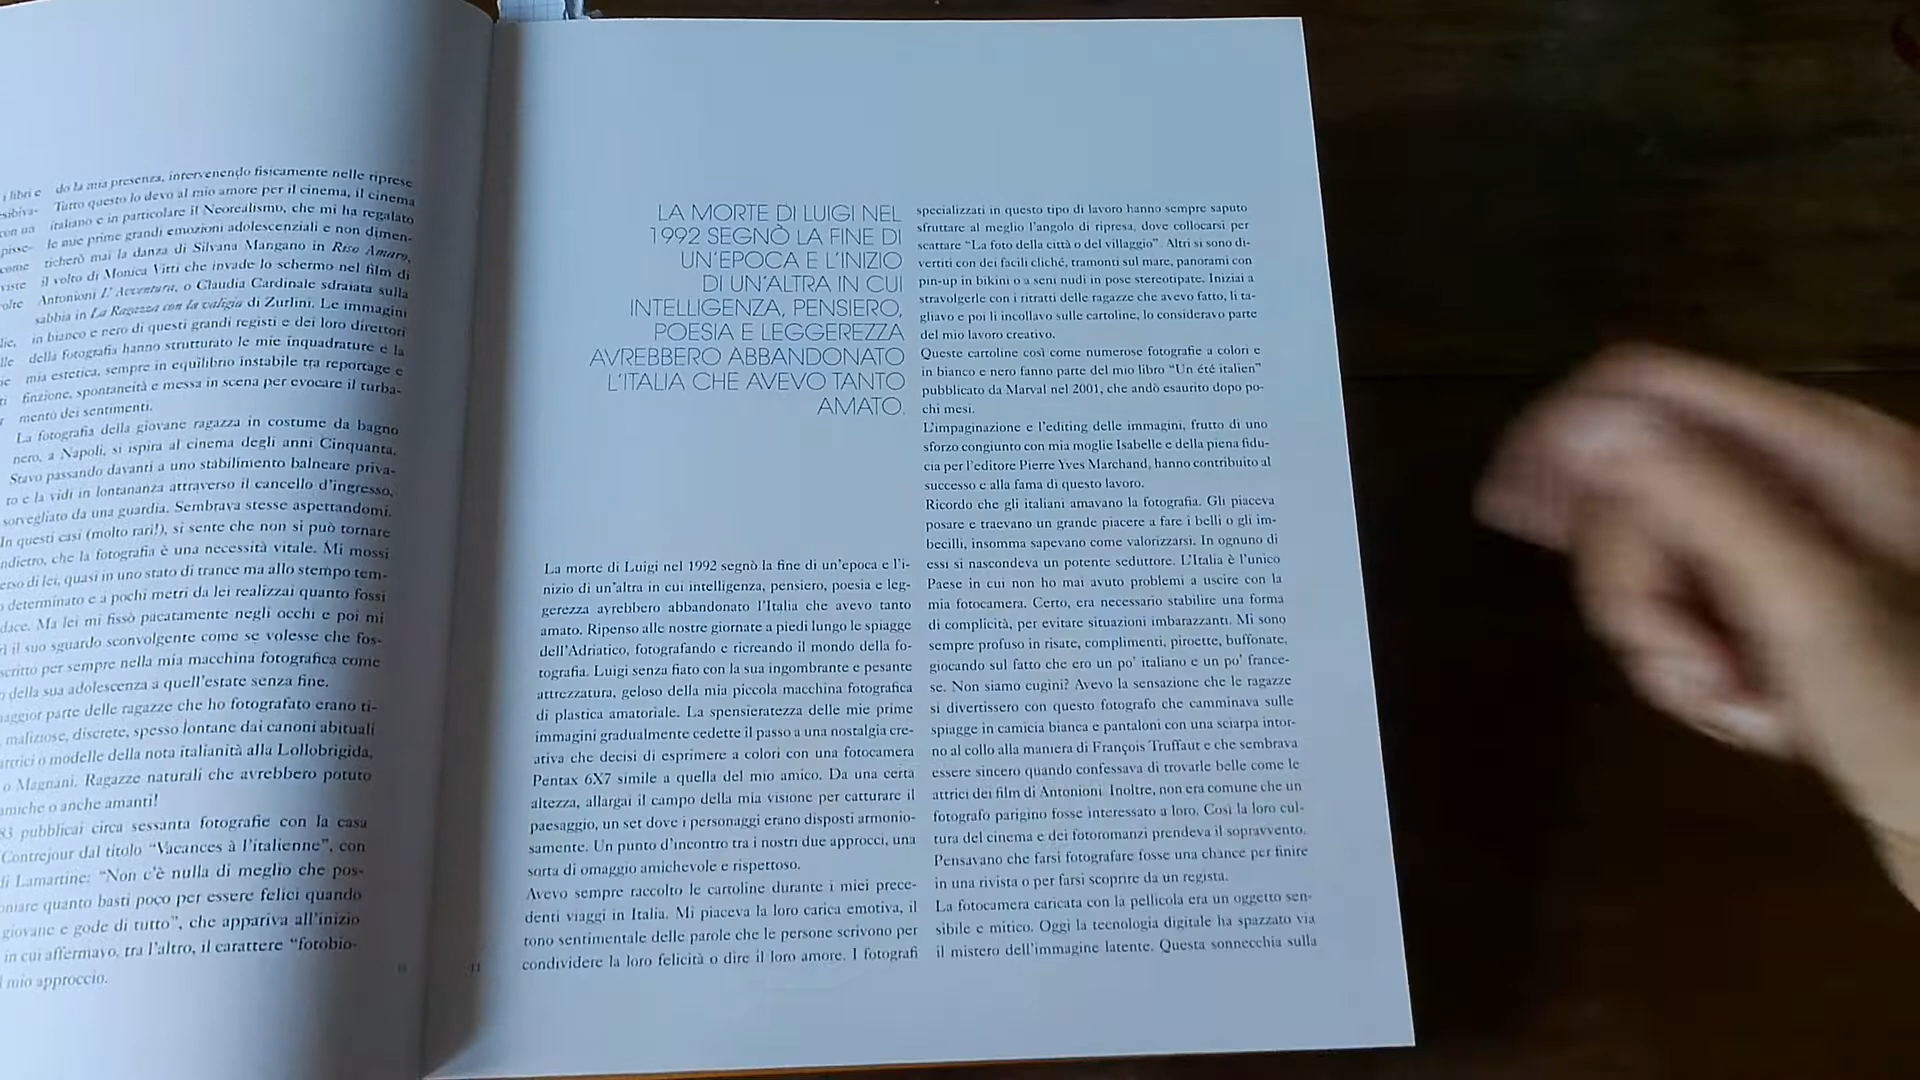 i libri e
esibiva-
con un
pisse-
come
viste
olte
lie,
lle
ne
ti
r
do la mia presenza, intervenendo fisicamente nelle riprese
Tutto questo lo devo al mio amore per il cinema, il cinema
italiano e in particolare il Neorealismo, che mi ha regalato
le mie prime grandi emozioni adolescenziali e non dimen-
ticherò mai la danza di Silvana Mangano in Riso Amaro,
il volto di Monica Vitti che invade lo schermo nel film di
Antonioni L'Avventura, o Claudia Cardinale sdraiata sulla
sabbia in La Ragazza con la valigia di Zurlini. Le immagini
in bianco e nero di questi grandi registi e dei loro direttori
della fotografia hanno strutturato le mie inquadrature e la
mia estetica, sempre in equilibrio instabile tra reportage e
finzione, spontaneità e messa in scena per evocare il turba-
mento dei sentimenti.
La fotografia della giovane ragazza in costume da bagno
nero, a Napoli, si ispira al cinema degli anni Cinquanta.
Stavo passando davanti a uno stabilimento balneare priva-
to e la vidi in lontananza attraverso il cancello d'ingresso,
sorvegliato da una guardia. Sembrava stesse aspettandomi.
In questi casi (molto rari!), si sente che non si può tornare
ndietro, che la fotografia è una necessità vitale. Mi mossi
erso di lei, quasi in uno stato di trance ma allo stempo tem-
o determinato e a pochi metri da lei realizzai quanto fossi
dace. Ma lei mi fissò pacatamente negli occhi e poi mi
rì il suo sguardo sconvolgente come se volesse che fos-
scritto per sempre nella mia macchina fotografica come
o della sua adolescenza a quell'estate senza fine.
aggior parte delle ragazze che ho fotografato erano ti-
, maliziose, discrete, spesso lontane dai canoni abituali
attrici o modelle della nota italianità alla Lollobrigida,
o Magnani. Ragazze naturali che avrebbero potuto
amiche o anche amanti!
83 pubblicai circa sessanta fotografie con la casa
Contrejour dal titolo “Vacances à l'italienne”, con
di Lamartine: “Non c'è nulla di meglio che pos-
oniare quanto basti poco per essere felici quando
giovane e gode di tutto”, che appariva all'inizio
in cui affermavo, tra l'altro, il carattere “fotobio-
l mio approccio.
10
11
LA MORTE DI LUIGI NEL
1992 SEGNÒ LA FINE DI
UN'EPOCA E L'INIZIO
DI UN'ALTRA IN CUI
INTELLIGENZA, PENSIERO,
POESIA E LEGGEREZZA
AVREBBERO ABBANDONATO
L'ITALIA CHE AVEVO TANTO
AMATO.
La morte di Luigi nel 1992 segnò la fine di un'epoca e l'i-
nizio di un'altra in cui intelligenza, pensiero, poesia e leg-
gerezza avrebbero abbandonato l'Italia che avevo tanto
amato. Ripenso alle nostre giornate a piedi lungo le spiagge
dell'Adriatico, fotografando e ricreando il mondo della fo-
tografia. Luigi senza fiato con la sua ingombrante e pesante
attrezzatura, geloso della mia piccola macchina fotografica
di plastica amatoriale. La spensieratezza delle mie prime
immagini gradualmente cedette il passo a una nostalgia cre-
ativa che decisi di esprimere a colori con una fotocamera
Pentax 6X7 simile a quella del mio amico. Da una certa
altezza, allargai il campo della mia visione per catturare il
paesaggio, un set dove i personaggi erano disposti armonio-
samente. Un punto d'incontro tra i nostri due approcci, una
sorta di omaggio amichevole e rispettoso.
Avevo sempre raccolto le cartoline durante i miei prece-
denti viaggi in Italia. Mi piaceva la loro carica emotiva, il
tono sentimentale delle parole che le persone scrivono per
condividere la loro felicità o dire il loro amore. I fotografi
specializzati in questo tipo di lavoro hanno sempre saputo
sfruttare al meglio l'angolo di ripresa, dove collocarsi per
scattare “La foto della città o del villaggio”. Altri si sono di-
vertiti con dei facili cliché, tramonti sul mare, panorami con
pin-up in bikini o a seni nudi in pose stereotipate. Iniziai a
stravolgerle con i ritratti delle ragazze che avevo fatto, li ta-
gliavo e poi li incollavo sulle cartoline, lo consideravo parte
del mio lavoro creativo.
Queste cartoline così come numerose fotografie a colori e
in bianco e nero fanno parte del mio libro “Un été italien”
pubblicato da Marval nel 2001, che andò esaurito dopo po-
chi mesi.
L'impaginazione e l'editing delle immagini, frutto di uno
sforzo congiunto con mia moglie Isabelle e della piena fidu-
cia per l'editore Pierre Yves Marchand, hanno contribuito al
successo e alla fama di questo lavoro.
Ricordo che gli italiani amavano la fotografia. Gli piaceva
posare e traevano un grande piacere a fare i belli o gli im-
becilli, insomma sapevano come valorizzarsi. In ognuno di
essi si nascondeva un potente seduttore. L'Italia è l'unico
Paese in cui non ho mai avuto problemi a uscire con la
mia fotocamera. Certo, era necessario stabilire una forma
di complicità, per evitare situazioni imbarazzanti. Mi sono
sempre profuso in risate, complimenti, piroette, buffonate,
giocando sul fatto che ero un po' italiano e un po' france-
se. Non siamo cugini? Avevo la sensazione che le ragazze
si divertissero con questo fotografo che camminava sulle
spiagge in camicia bianca e pantaloni con una sciarpa intor-
no al collo alla maniera di François Truffaut e che sembrava
essere sincero quando confessava di trovarle belle come le
attrici dei film di Antonioni. Inoltre, non era comune che un
fotografo parigino fosse interessato a loro. Così la loro cul-
tura del cinema e dei fotoromanzi prendeva il sopravvento.
Pensavano che farsi fotografare fosse una chance per finire
in una rivista o per farsi scoprire da un regista.
La fotocamera caricata con la pellicola era un oggetto sen-
sibile e mitico. Oggi la tecnologia digitale ha spazzato via
il mistero dell'immagine latente. Questa sonnecchia sulla